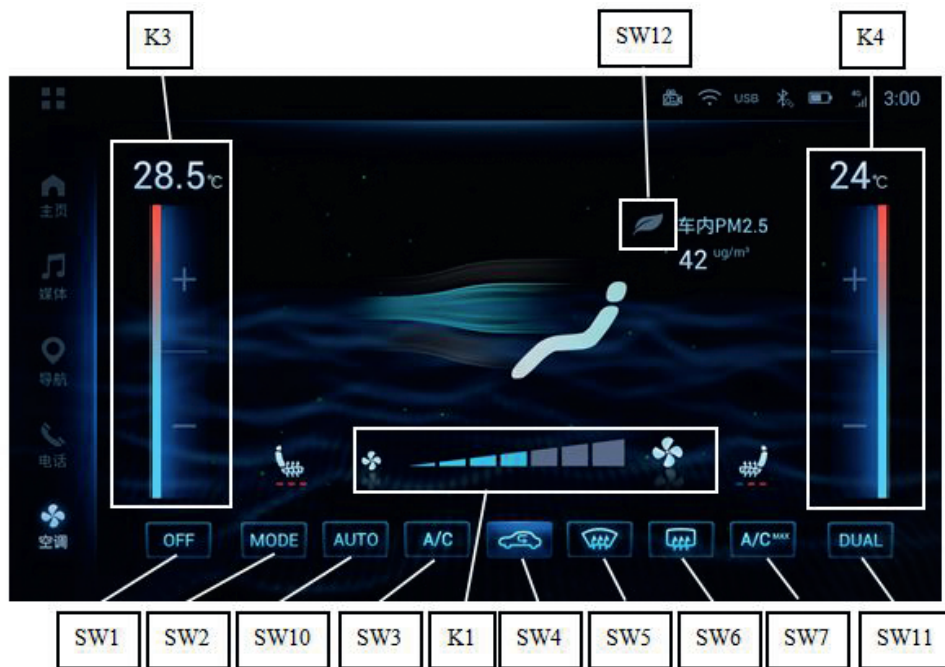 K3
SW12
K4
USB
4G
3:00
28.5℃
24℃
主页
车内PM2.5
42 ug/m³
媒体
导航
电话
空调
OFF
MODE
AUTO
A/C
A/C MAX
DUAL
SW1
SW2
SW10
SW3
K1
SW4
SW5
SW6
SW7
SW11